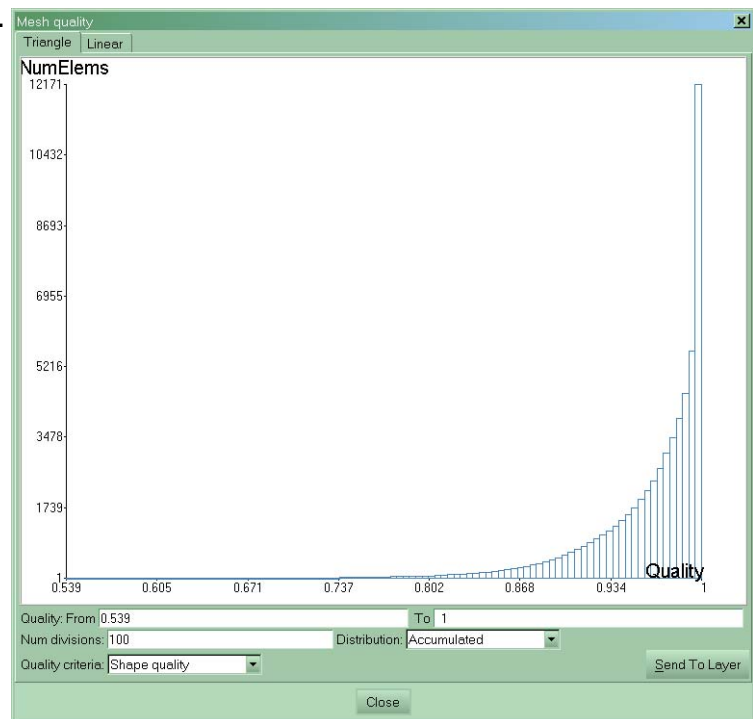 Mesh quality
Triangle Linear
NumElems
12171
10432
8693
6955
5216
3478
1739
1
0.539 0.605 0.671 0.737 0.802 0.868 0.934 1
Quality
Quality: From 0.539 To 1
Num divisions: 100 Distribution: Accumulated
Quality criteria: Shape quality Send To Layer
Close